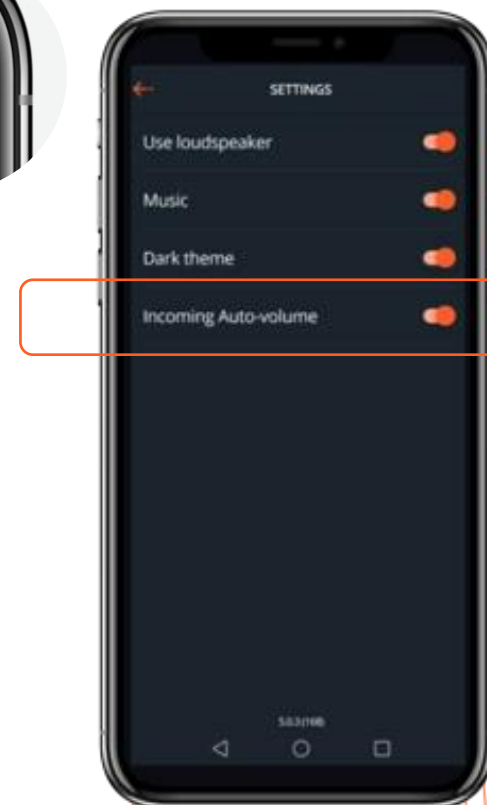 SETTINGS
Use loudspeaker
Music
Dark theme
Incoming Auto-volume